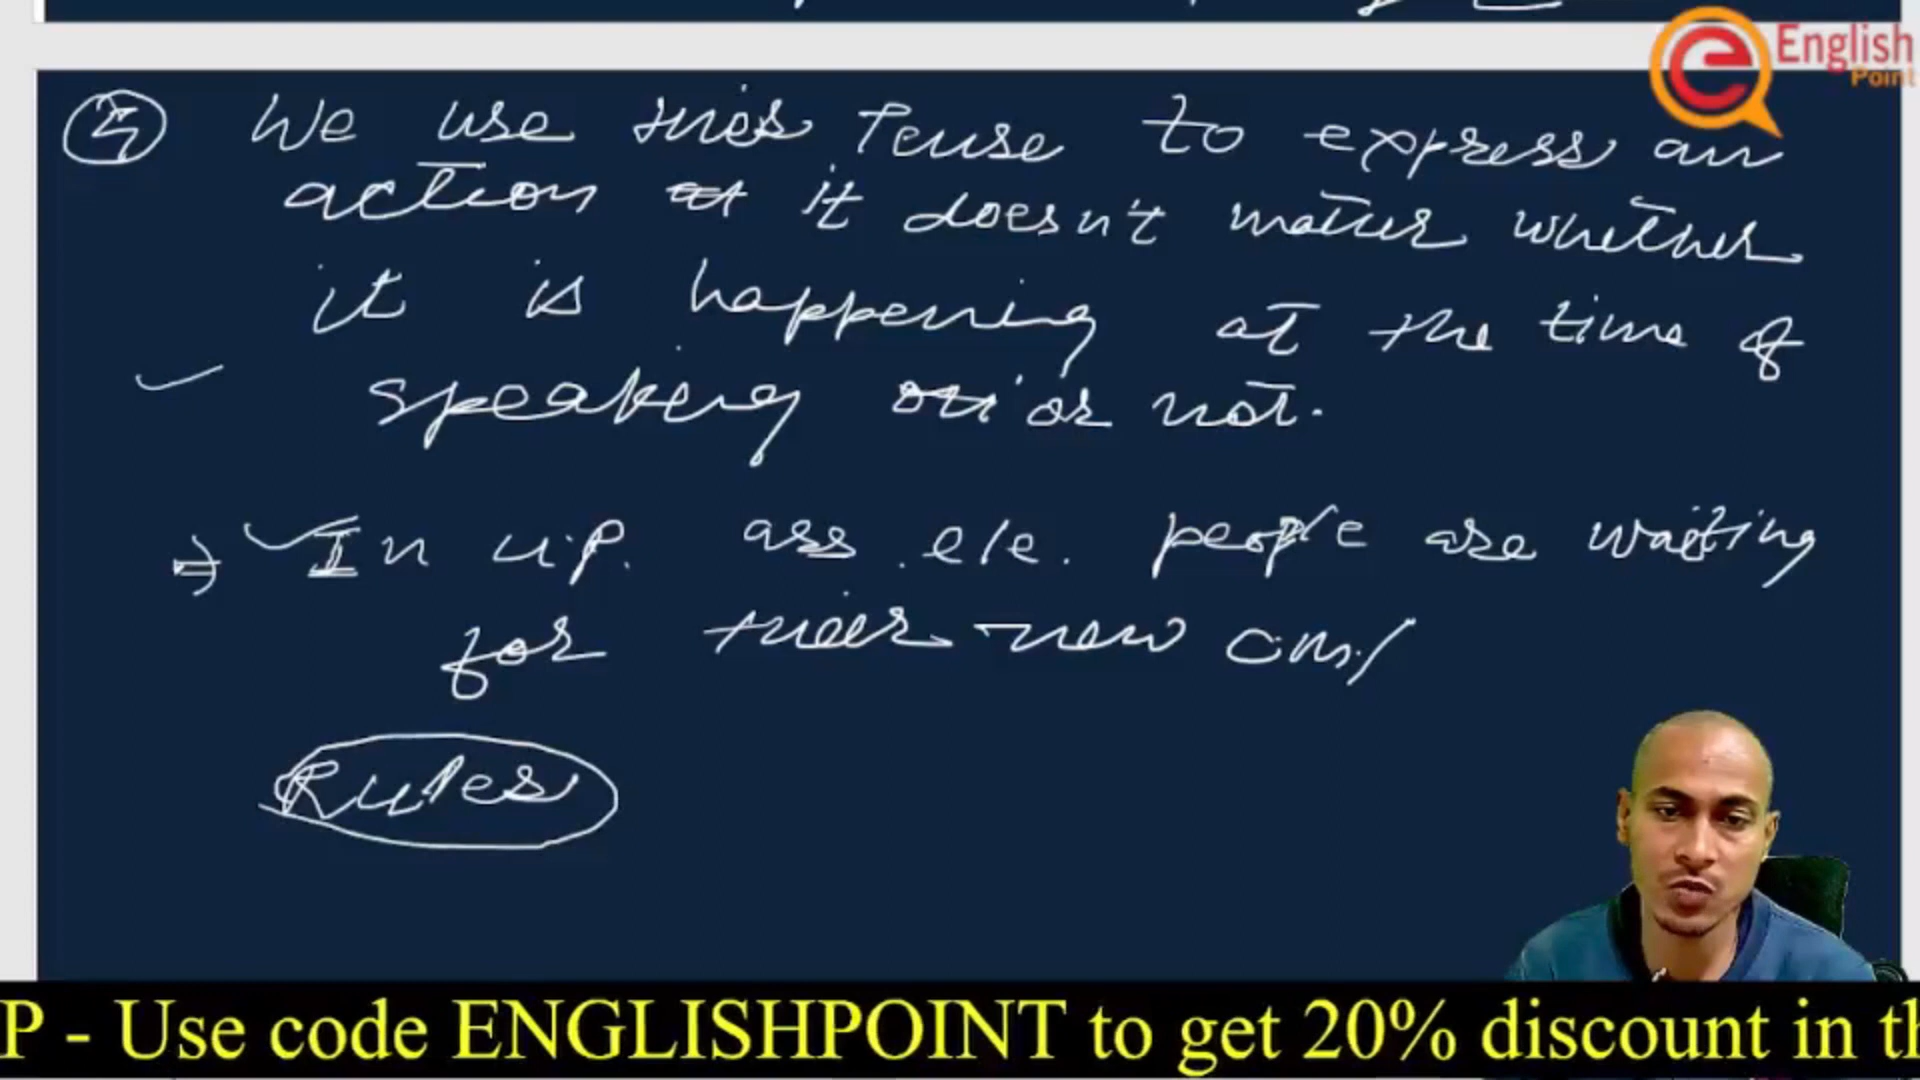 English
Point
② We use this Tense to express an
action it doesn't matter whether
it is happening at the time of
speaking or not.
⇒ In U.P. ass. ele. people are waiting
for their new C.M./
Rules
P - Use code ENGLISHPOINT to get 20% discount in th